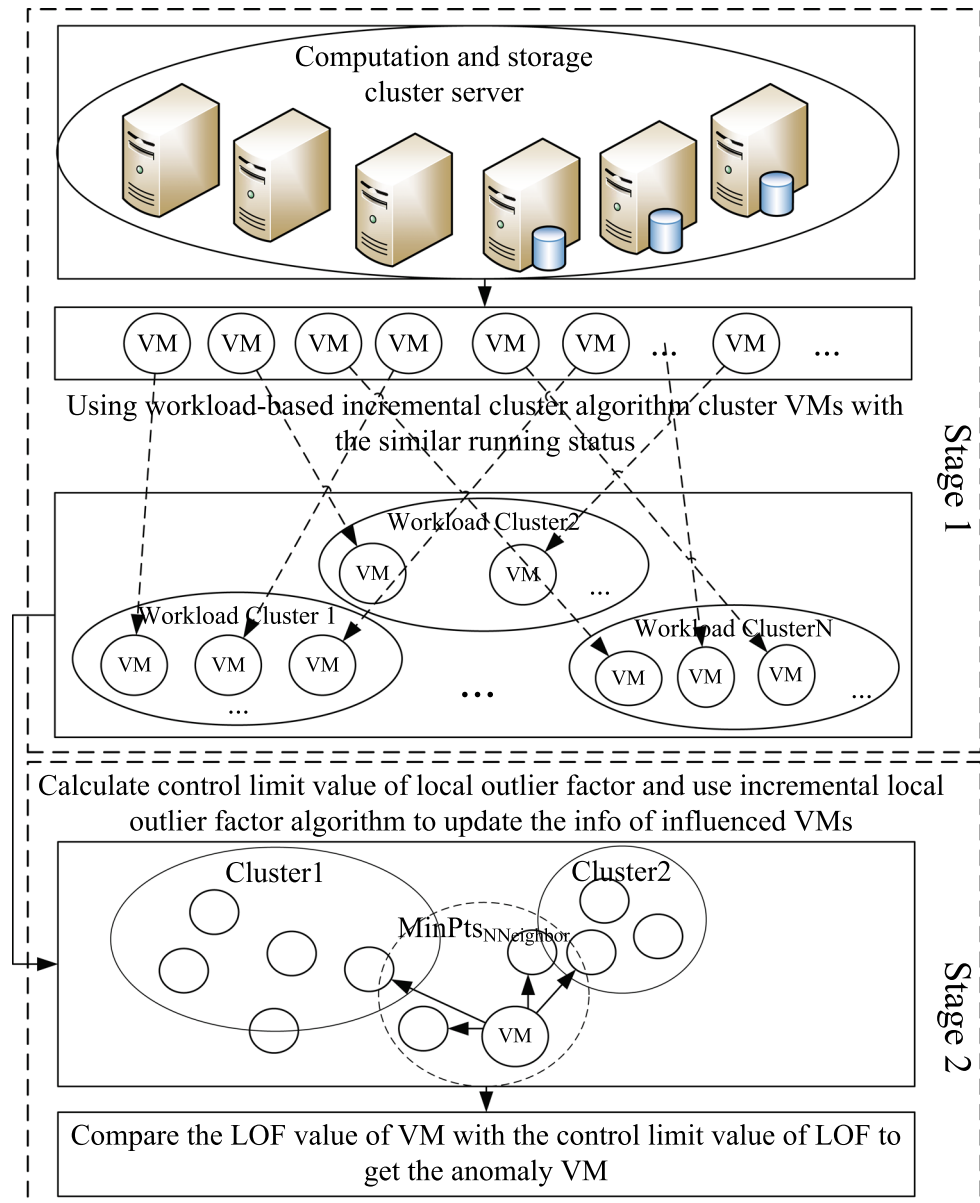 Computation and storage
cluster server
VM VM VM VM VM VM ... VM ...
Using workload-based incremental cluster algorithm cluster VMs with
the similar running status
Stage 1
Workload Cluster2
VM VM ...
Workload Cluster 1
VM VM VM
...
...
Workload ClusterN
VM VM VM ...
Calculate control limit value of local outlier factor and use incremental local
outlier factor algorithm to update the info of influenced VMs
Cluster1
Cluster2
MinPtsNNeighbor
VM
Stage 2
Compare the LOF value of VM with the control limit value of LOF to
get the anomaly VM